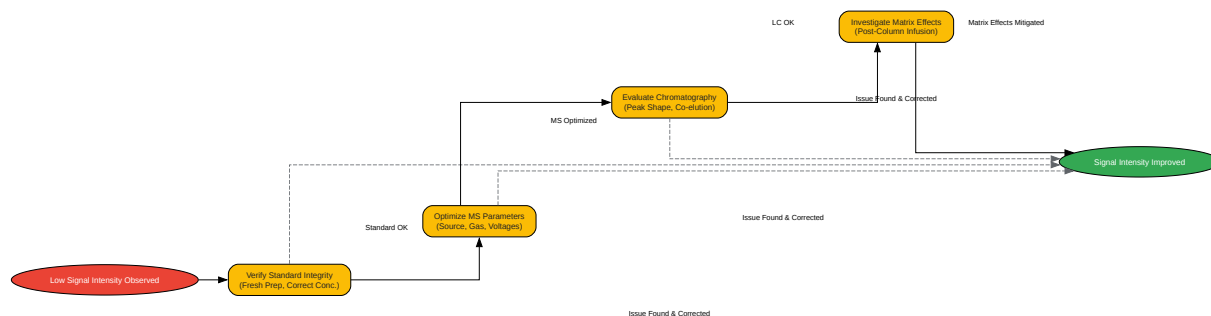 LC OK
Investigate Matrix Effects
(Post-Column Infusion)
Matrix Effects Mitigated
Evaluate Chromatography
(Peak Shape, Co-elution)
Issue Found & Corrected
MS Optimized
Signal Intensity Improved
Optimize MS Parameters
(Source, Gas, Voltages)
Issue Found & Corrected
Standard OK
Low Signal Intensity Observed
Verify Standard Integrity
(Fresh Prep, Correct Conc.)
Issue Found & Corrected